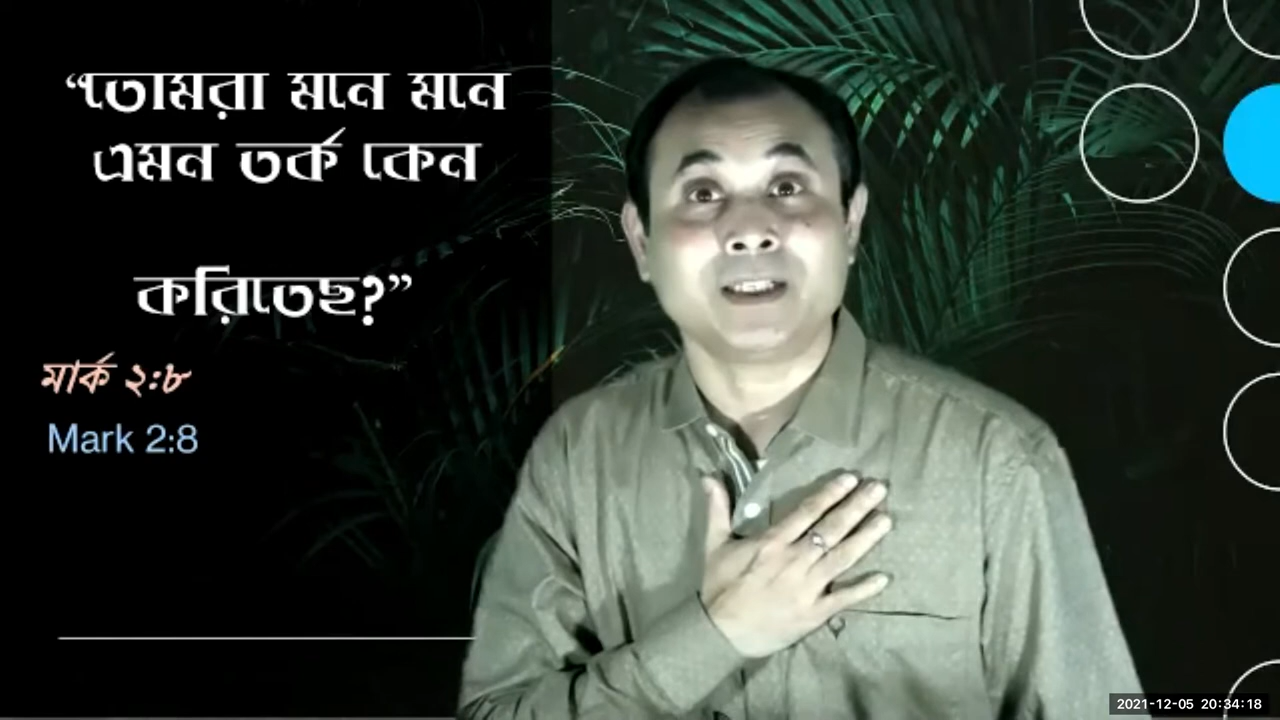 “তোমরা মনে মনে
এমন তর্ক কেন
করিতেছ?”
মার্ক ২:৮
Mark 2:8
2021-12-05 20:34:18